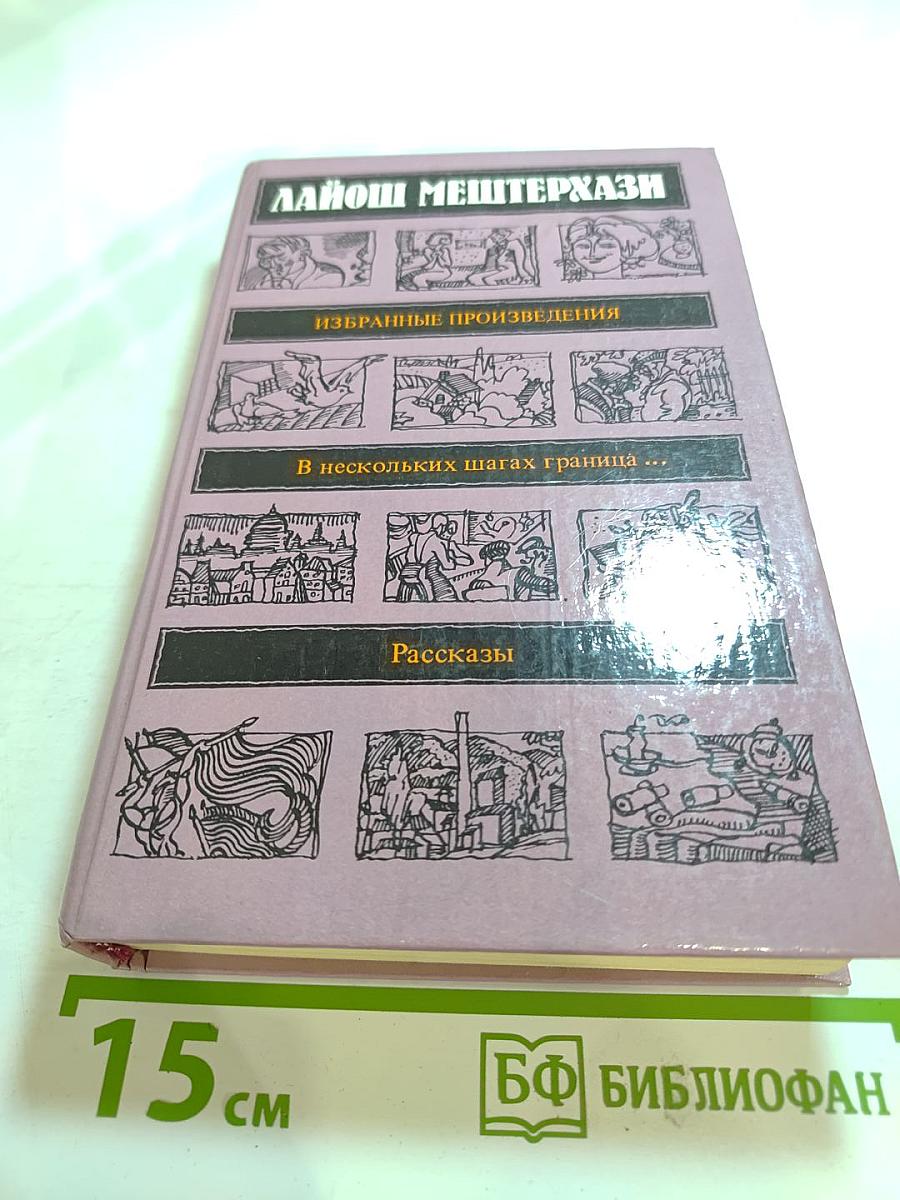 ЛАЙОШ МЕШТЕРХАЗИ
ИЗБРАННЫЕ ПРОИЗВЕДЕНИЯ
В нескольких шагах граница ...
Рассказы
15 см
БФ БИБЛИОФАН